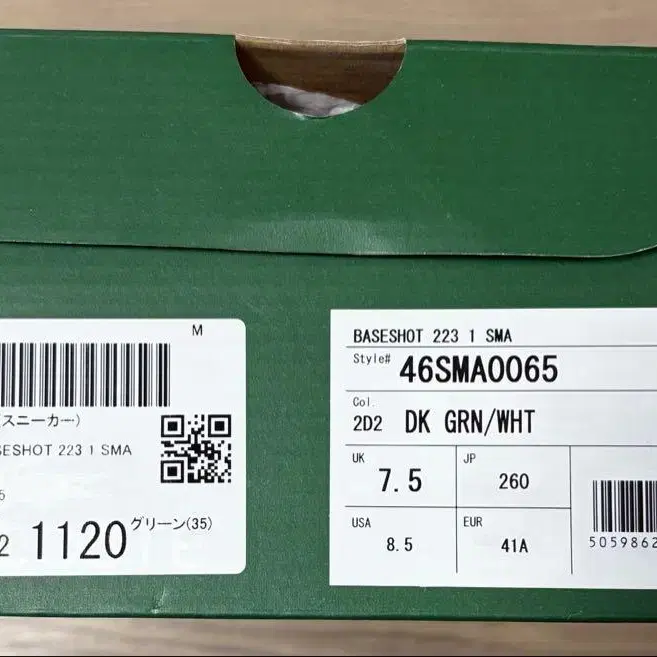 M
(スニーカー)
SESHOT 223 1 SMA
5
2 1120 グリーン(35)
BASESHOT 223 1 SMA
Style# 46SMA0065
Col.
2D2 DK GRN/WHT
UK 7.5
JP 260
USA 8.5
EUR 41A
5059862